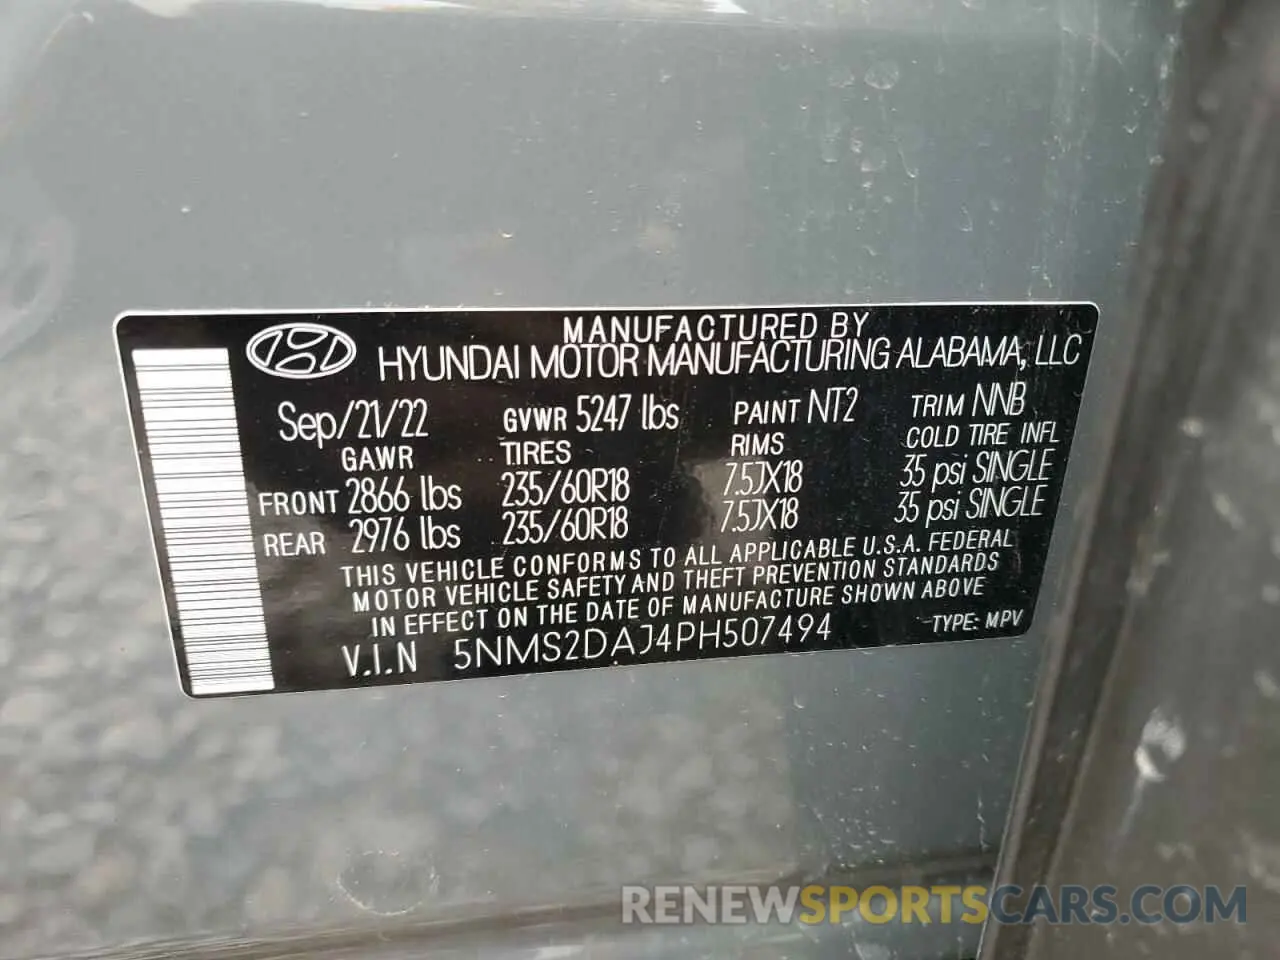 MANUFACTURED BY
HYUNDAI MOTOR MANUFACTURING ALABAMA, LLC
Sep/21/22 GVWR 5247 lbs PAINT NT2 TRIM NNB
GAWR TIRES RIMS COLD TIRE INFL
FRONT 2866 lbs 235/60R18 7.5JX18 35 psi SINGLE
REAR 2976 lbs 235/60R18 7.5JX18 35 psi SINGLE
THIS VEHICLE CONFORMS TO ALL APPLICABLE U.S.A. FEDERAL
MOTOR VEHICLE SAFETY AND THEFT PREVENTION STANDARDS
IN EFFECT ON THE DATE OF MANUFACTURE SHOWN ABOVE
V.I.N 5NMS2DAJ4PH507494 TYPE: MPV
RENEWSPORTSCARS.COM